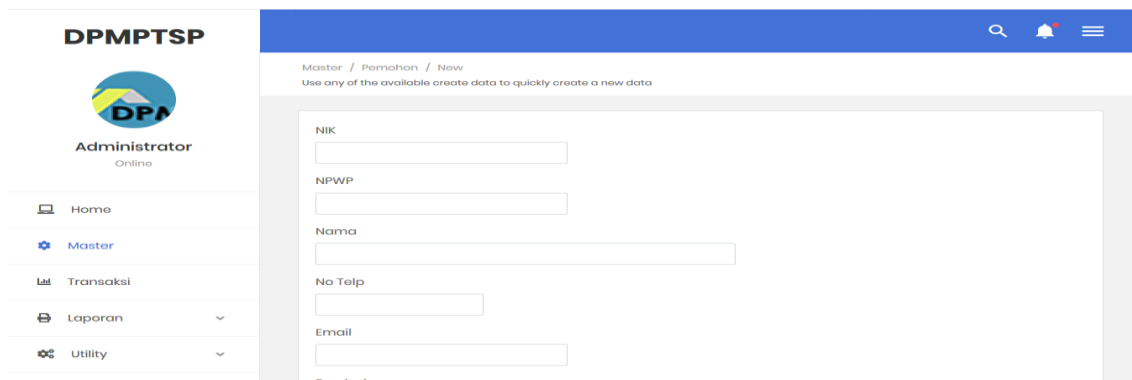 DPMPTSP
DPM
Administrator
Online
Home
Master
Transaksi
Laporan
Utility
Master / Pemohon / New
Use any of the available create data to quickly create a new data
NIK
NPWP
Nama
No Telp
Email